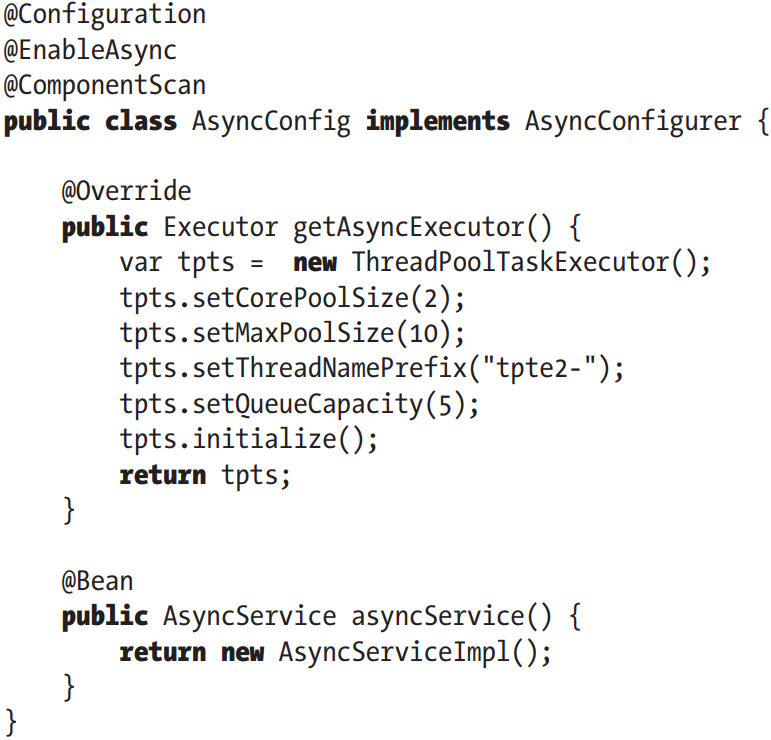 @Configuration
@EnableAsync
@ComponentScan
public class AsyncConfig implements AsyncConfigurer {
@Override
public Executor getAsyncExecutor() {
var tpts =  new ThreadPoolTaskExecutor();
tpts.setCorePoolSize(2);
tpts.setMaxPoolSize(10);
tpts.setThreadNamePrefix("tpte2-");
tpts.setQueueCapacity(5);
tpts.initialize();
return tpts;
}
@Bean
public AsyncService asyncService() {
return new AsyncServiceImpl();
}
}